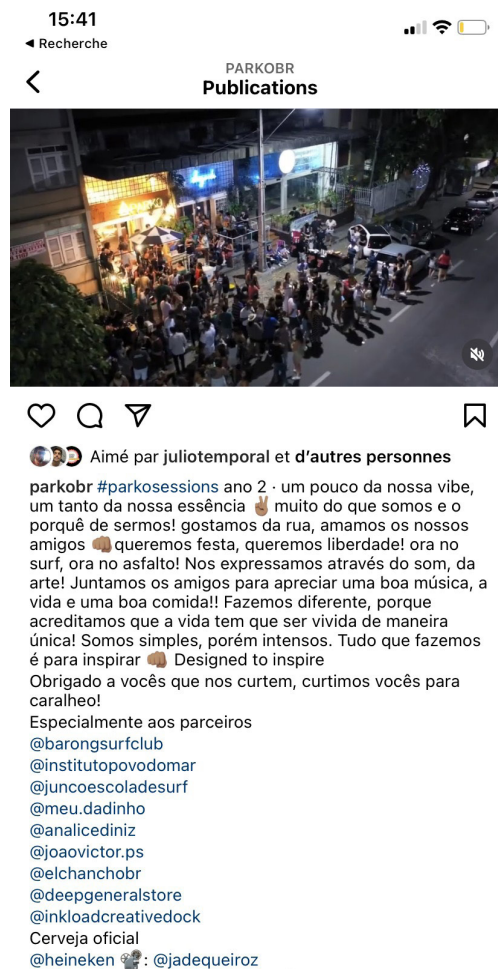 15:41
◀ Recherche
PARKOBR
Publications
Aimé par juliotemporal et d’autres personnes
parkobr #parkosessions ano 2 · um pouco da nossa vibe,
um tanto da nossa essência ✌🏽 muito do que somos e o
porquê de sermos! gostamos da rua, amamos os nossos
amigos 👊🏽queremos festa, queremos liberdade! ora no
surf, ora no asfalto! Nos expressamos através do som, da
arte! Juntamos os amigos para apreciar uma boa música, a
vida e uma boa comida!! Fazemos diferente, porque
acreditamos que a vida tem que ser vivida de maneira
única! Somos simples, porém intensos. Tudo que fazemos
é para inspirar 👊🏽 Designed to inspire
Obrigado a vocês que nos curtem, curtimos vocês para
caralheo!
Especialmente aos parceiros
@barongsurfclub
@institutopovodomar
@juncoescoladesurf
@meu.dadinho
@analicediniz
@joaovictor.ps
@elchanchobr
@deepgeneralstore
@inkloadcreativedock
Cerveja oficial
@heineken 📽: @jadequeiroz